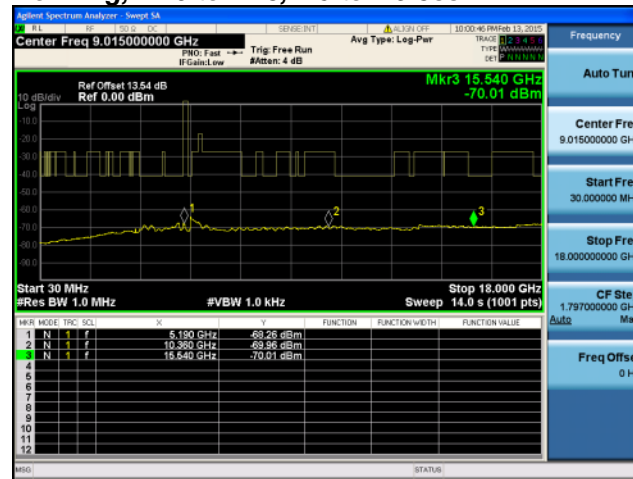 Agilent Spectrum Analyzer - Swept SA
RL RF 50 Ω DC SENSE:INT ALIGN OFF 10:00:46 PM Feb 13, 2015
Center Freq 9.015000000 GHz
PNO: Fast
IFGain:Low
Trig: Free Run
#Atten: 4 dB
Avg Type: Log-Pwr
TRACE 1 2 3 4 5 6
TYPE
DET P N N N N N
Frequency
Auto Tun
Ref Offset 13.54 dB
10 dB/div Ref 0.00 dBm
Log
Mkr3 15.540 GHz
-70.01 dBm
-10.0
-20.0
-30.0
-40.0
-50.0
-60.0
-70.0
-80.0
-90.0
1
2
3
Center Fre
9.015000000 GH
Start Fre
30.000000 MH
Stop Fre
18.000000000 GH
Start 30 MHz Stop 18.000 GHz
#Res BW 1.0 MHz #VBW 1.0 kHz Sweep 14.0 s (1001 pts)
CF Ste
1.797000000 GH
Auto Ma
Freq Offse
0 H
MKR MODE TRC SCL X Y FUNCTION FUNCTION WIDTH FUNCTION VALUE
1 N 1 f 5.190 GHz -69.26 dBm
2 N 1 f 10.360 GHz -69.96 dBm
3 N 1 f 15.540 GHz -70.01 dBm
4
5
6
7
8
9
10
11
12
MSG STATUS